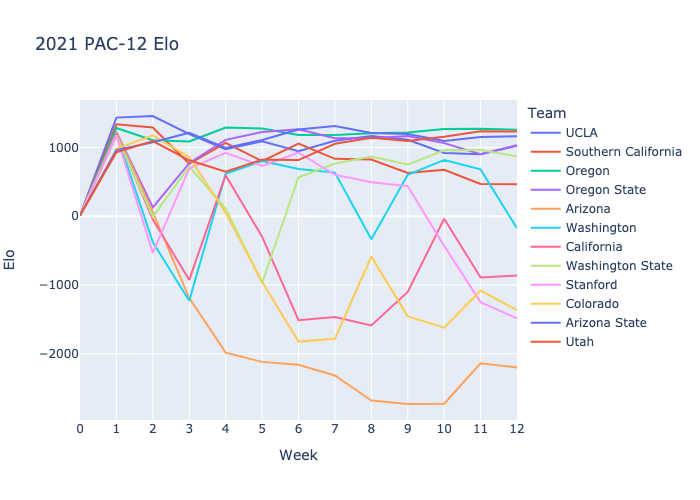 2021 PAC-12 Elo
Team
UCLA
Southern California
Oregon
Oregon State
Arizona
Washington
California
Washington State
Stanford
Colorado
Arizona State
Utah
Elo
1000
0
−1000
−2000
0 1 2 3 4 5 6 7 8 9 10 11 12
Week